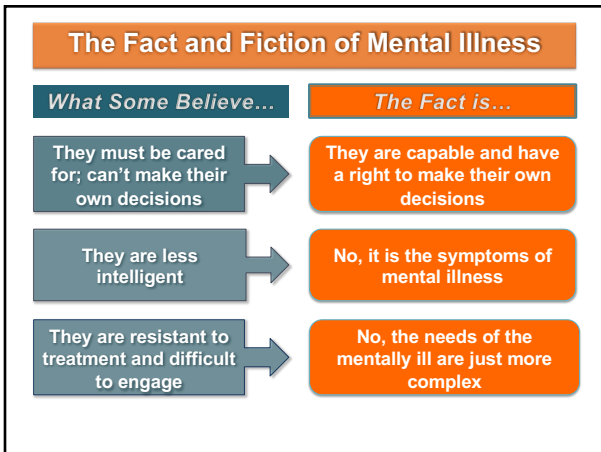 The Fact and Fiction of Mental Illness
What Some Believe...
The Fact is...
They must be cared
for; can't make their
own decisions
They are capable and have
a right to make their own
decisions
They are less
intelligent
No, it is the symptoms of
mental illness
They are resistant to
treatment and difficult
to engage
No, the needs of the
mentally ill are just more
complex